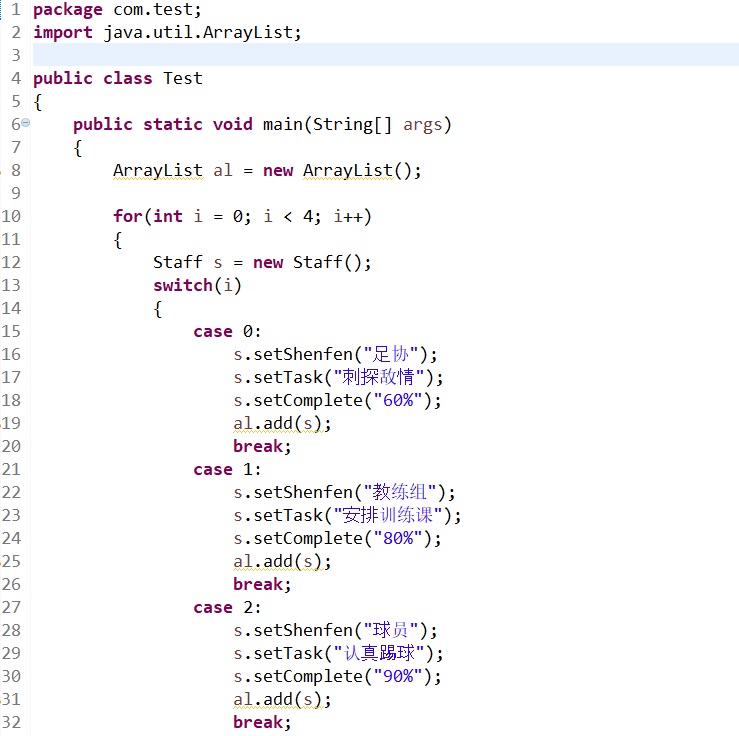 1 package com.test;
2 import java.util.ArrayList;
3
4 public class Test
5 {
6     public static void main(String[] args)
7     {
8         ArrayList al = new ArrayList();
9
10         for(int i = 0; i < 4; i++)
11         {
12             Staff s = new Staff();
13             switch(i)
14             {
15                 case 0:
16                     s.setShenfen("足协");
17                     s.setTask("刺探敌情");
18                     s.setComplete("60%");
19                     al.add(s);
20                     break;
21                 case 1:
22                     s.setShenfen("教练组");
23                     s.setTask("安排训练课");
24                     s.setComplete("80%");
25                     al.add(s);
26                     break;
27                 case 2:
28                     s.setShenfen("球员");
29                     s.setTask("认真踢球");
30                     s.setComplete("90%");
31                     al.add(s);
32                     break;